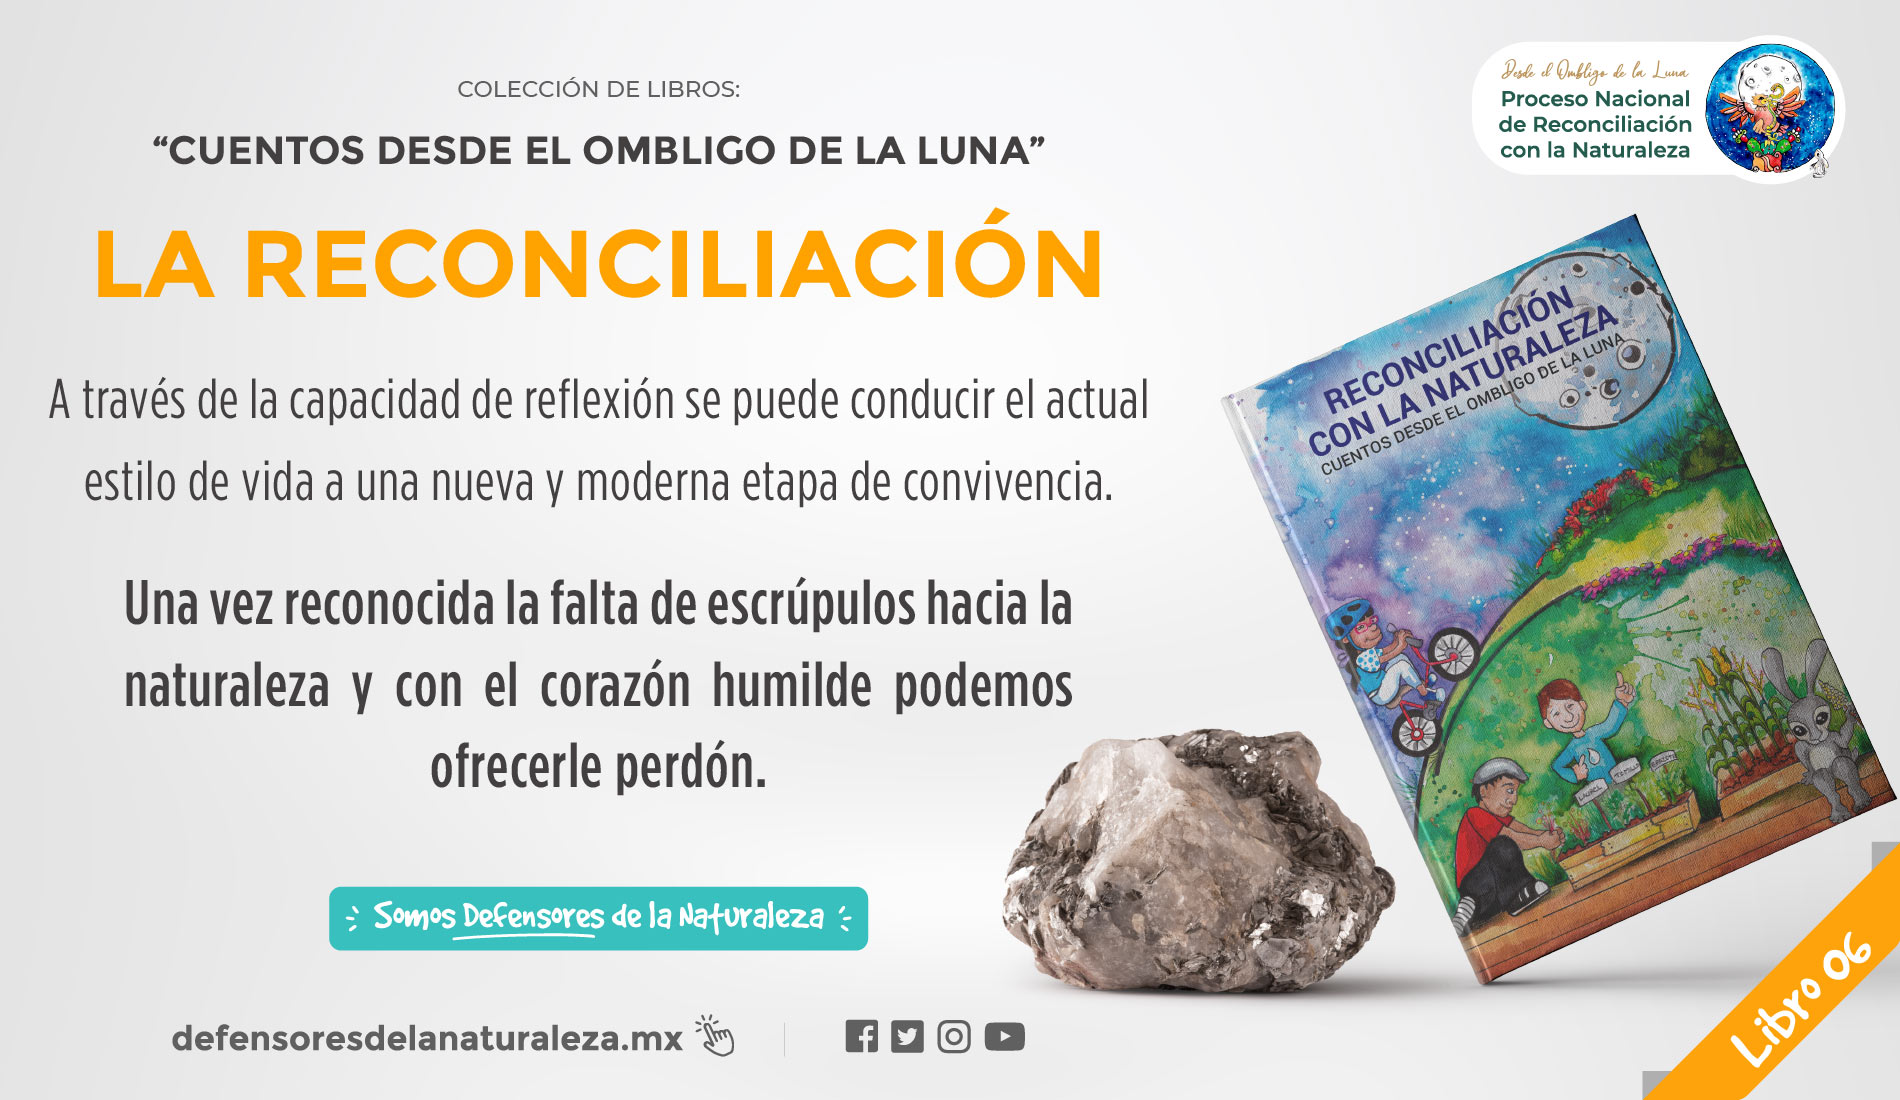 COLECCIÓN DE LIBROS:
“CUENTOS DESDE EL OMBLIGO DE LA LUNA”
LA RECONCILIACIÓN
A través de la capacidad de reflexión se puede conducir el actual
estilo de vida a una nueva y moderna etapa de convivencia.
Una vez reconocida la falta de escrúpulos hacia la
naturaleza y con el corazón humilde podemos
ofrecerle perdón.
Somos Defensores de la Naturaleza
defensoresdelanaturaleza.mx
Desde el Ombligo de la Luna
Proceso Nacional
de Reconciliación
con la Naturaleza
RECONCILIACIÓN
CON LA NATURALEZA
CUENTOS DESDE EL OMBLIGO DE LA LUNA
LAUREL
Libro 06